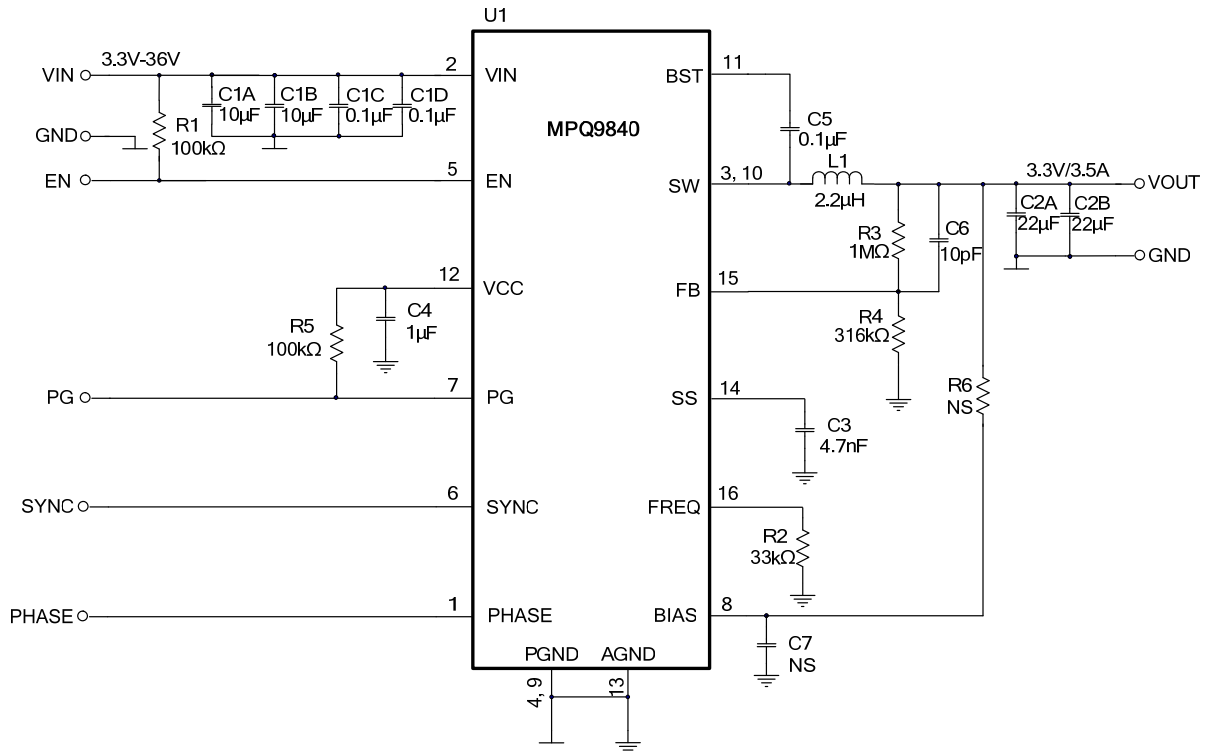 U1
MPQ9840
VIN
3.3V-36V
2
VIN
C1A
10µF
C1B
10µF
C1C
0.1µF
C1D
0.1µF
GND
R1
100kΩ
EN
5
EN
12
VCC
R5
100kΩ
C4
1µF
PG
7
PG
SYNC
6
SYNC
PHASE
1
PHASE
BST
11
C5
0.1µF
SW
3, 10
L1
2.2µH
3.3V/3.5A
VOUT
C2A
22µF
C2B
22µF
GND
R3
1MΩ
C6
10pF
FB
15
R4
316kΩ
SS
14
C3
4.7nF
R6
NS
FREQ
16
R2
33kΩ
BIAS
8
C7
NS
PGND
AGND
4, 9
13